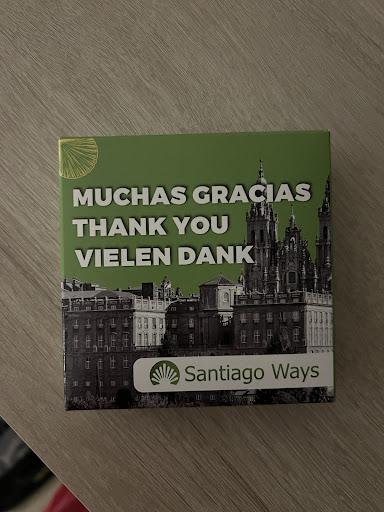 MUCHAS GRACIAS
THANK YOU
VIELEN DANK
Santiago Ways